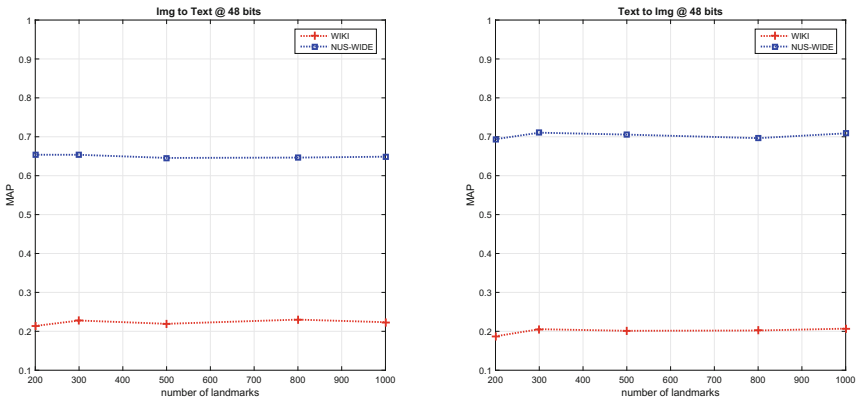 Img to Text @ 48 bits
WIKI
NUS-WIDE
MAP
1
0.9
0.8
0.7
0.6
0.5
0.4
0.3
0.2
0.1
200 300 400 500 600 700 800 900 1000
number of landmarks
Text to Img @ 48 bits
WIKI
NUS-WIDE
MAP
1
0.9
0.8
0.7
0.6
0.5
0.4
0.3
0.2
0.1
200 300 400 500 600 700 800 900 1000
number of landmarks